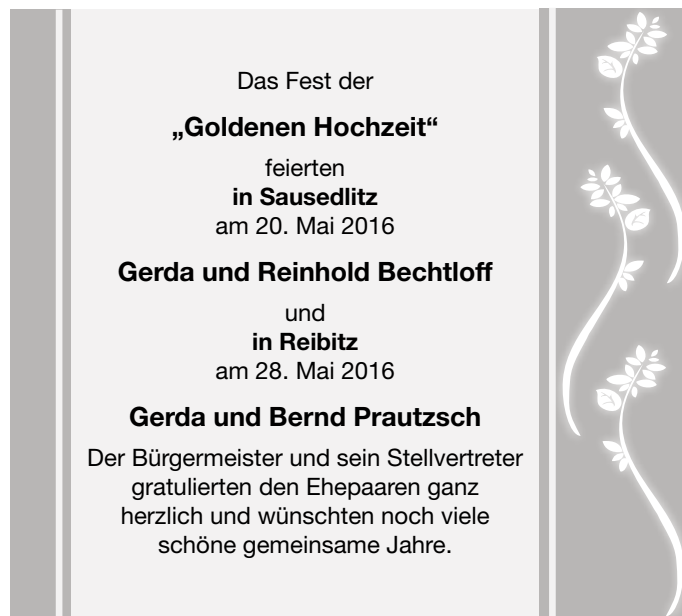 Das Fest der
„Goldenen Hochzeit“
feierten
in Sausedlitz
am 20. Mai 2016
Gerda und Reinhold Bechtloff
und
in Reibitz
am 28. Mai 2016
Gerda und Bernd Prautzsch
Der Bürgermeister und sein Stellvertreter
gratulierten den Ehepaaren ganz
herzlich und wünschten noch viele
schöne gemeinsame Jahre.